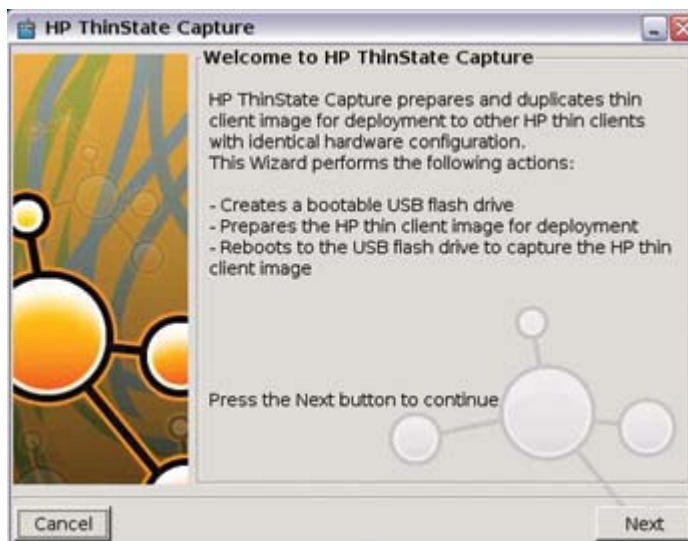 HP ThinState Capture
Welcome to HP ThinState Capture
HP ThinState Capture prepares and duplicates thin
client image for deployment to other HP thin clients
with identical hardware configuration.
This Wizard performs the following actions:
- Creates a bootable USB flash drive
- Prepares the HP thin client image for deployment
- Reboots to the USB flash drive to capture the HP thin
client image
Press the Next button to continue
Cancel
Next